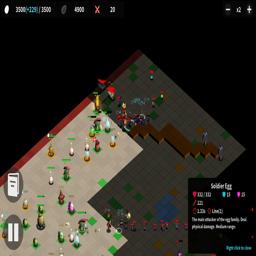 3500(+229) / 3500
4900
20
x2
Soldier Egg
332 / 332
15
15
221
1.33s
Line(1)
The main attacker of the egg family. Deal physical damage. Medium range.
Right click to close